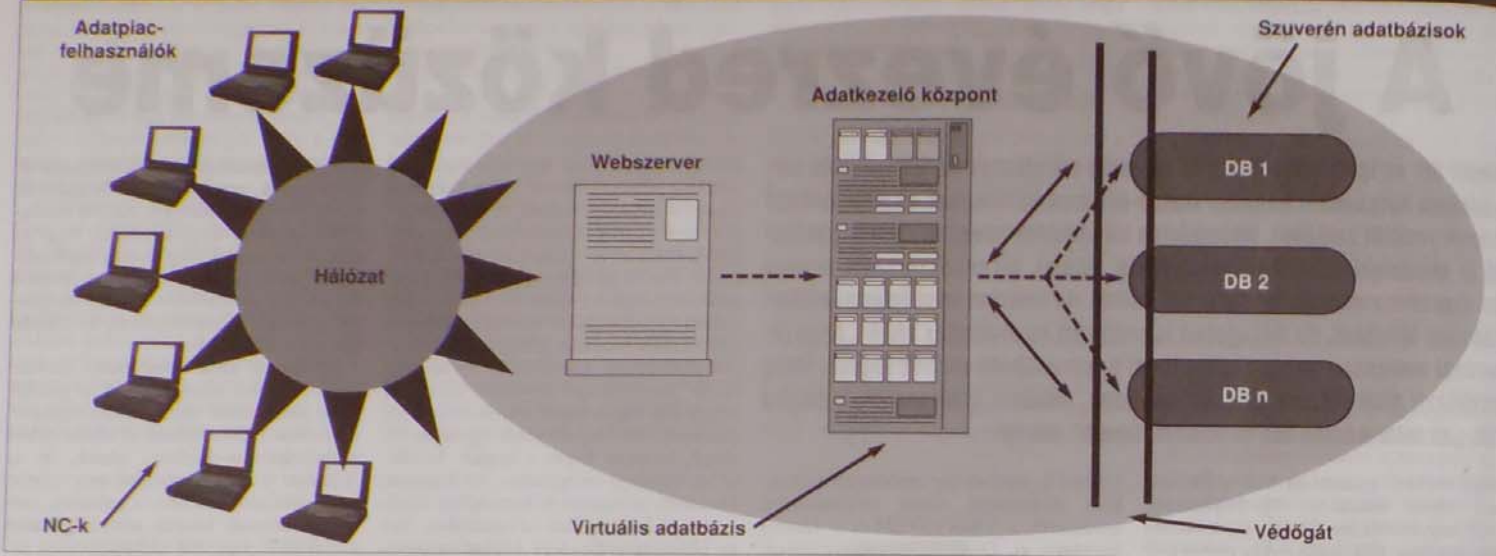 Adatpiac-
felhasználók
Szuverén adatbázisok
Adatkezelő központ
Webszerver
DB 1
Hálózat
DB 2
DB n
NC-k
Virtuális adatbázis
Védőgát